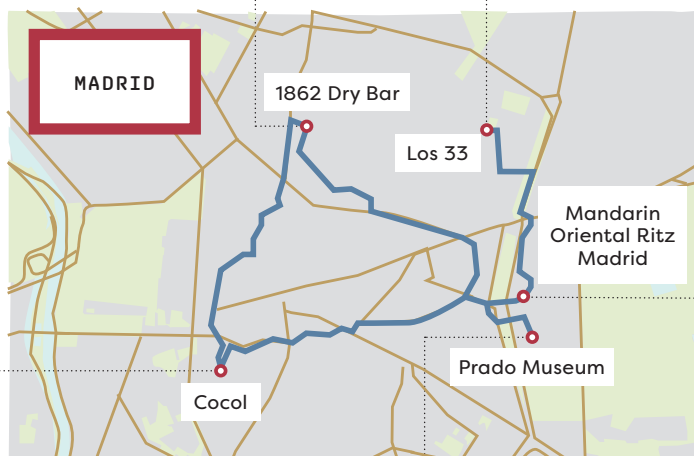 MADRID
1862 Dry Bar
Los 33
Mandarin
Oriental Ritz
Madrid
Prado Museum
Cocol